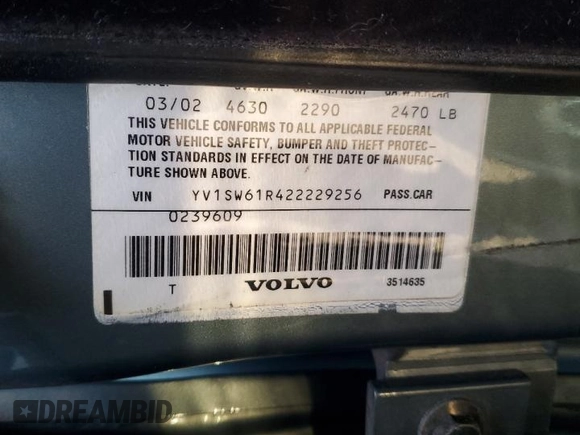 03/02 4630 2290 2470 LB
THIS VEHICLE CONFORMS TO ALL APPLICABLE FEDERAL
MOTOR VEHICLE SAFETY, BUMPER AND THEFT PROTEC-
TION STANDARDS IN EFFECT ON THE DATE OF MANUFAC-
TURE SHOWN ABOVE.
VIN YV1SW61R422229256 PASS.CAR
0239609
T VOLVO 3514635
DREAMBID